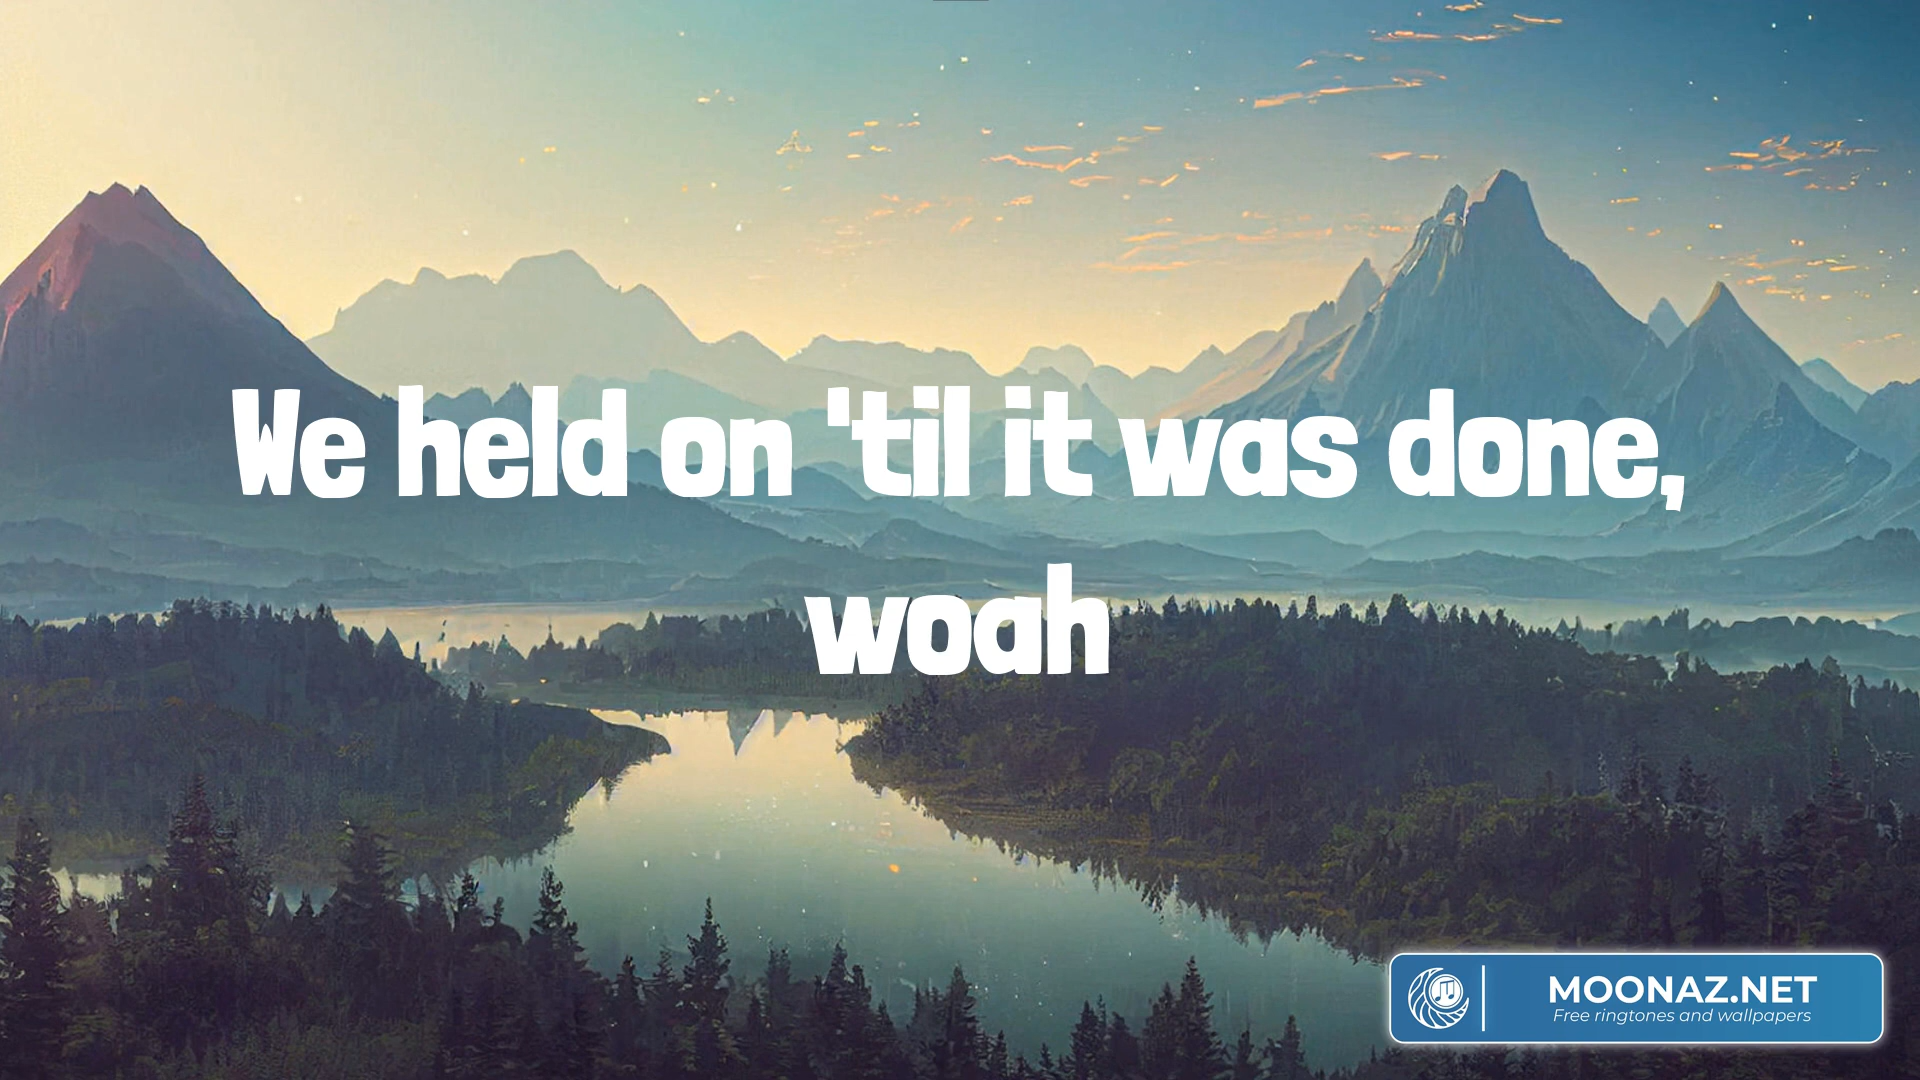 We held on 'til it was done,
woah
MOONAZ.NET
Free ringtones and wallpapers